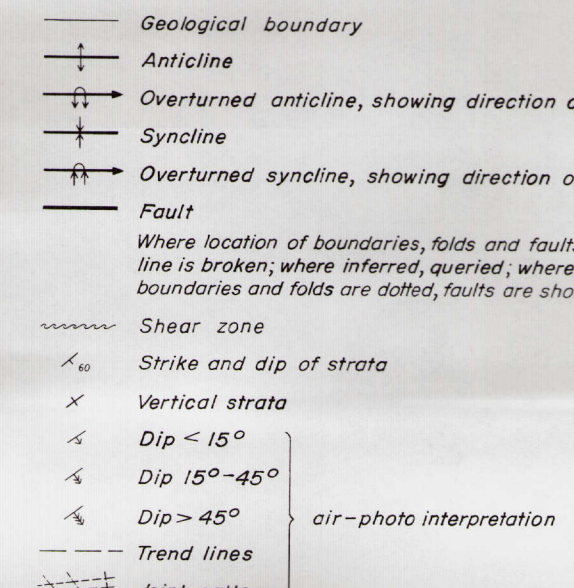 Geological boundary
Anticline
Overturned anticline, showing direction
Syncline
Overturned syncline, showing direction
Fault
Where location of boundaries, folds and
line is broken; where inferred, queried; where
boundaries and folds are dotted, faults are
Shear zone
60 Strike and dip of strata
Vertical strata
Dip < 15°
Dip 15°-45°
Dip > 45°
air-photo interpretation
Trend lines